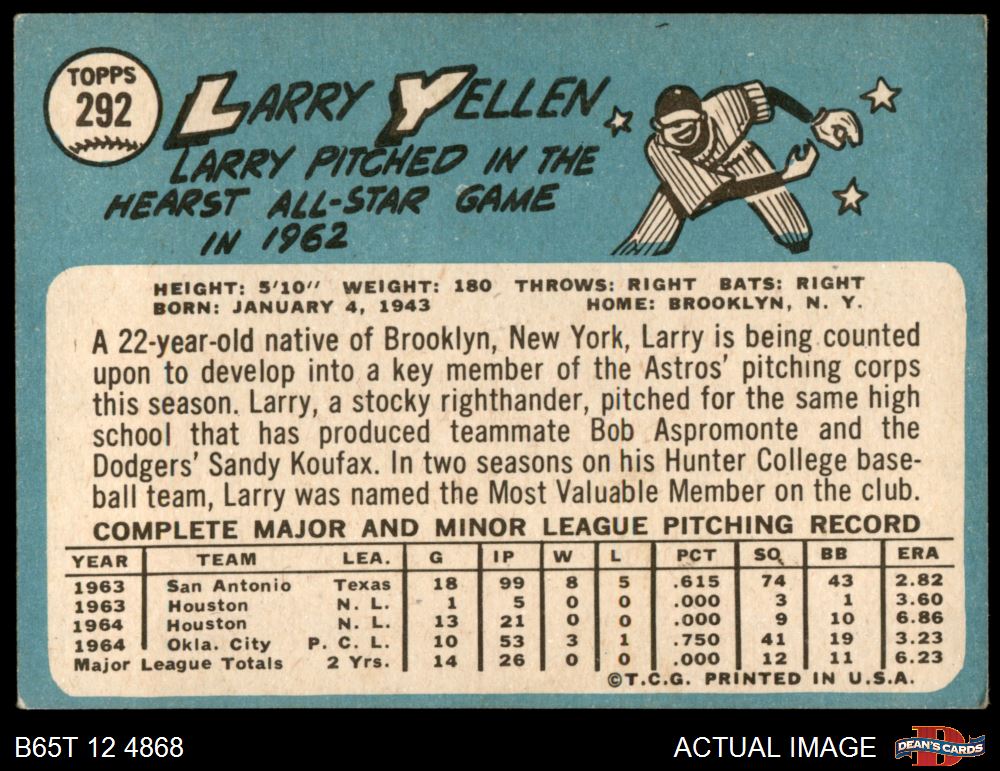 TOPPS
292
LARRY YELLEN
LARRY PITCHED IN THE
HEARST ALL-STAR GAME
IN 1962
HEIGHT: 5'10" WEIGHT: 180 THROWS: RIGHT BATS: RIGHT
BORN: JANUARY 4, 1943 HOME: BROOKLYN, N. Y.
A 22-year-old native of Brooklyn, New York, Larry is being counted
upon to develop into a key member of the Astros' pitching corps
this season. Larry, a stocky righthander, pitched for the same high
school that has produced teammate Bob Aspromonte and the
Dodgers' Sandy Koufax. In two seasons on his Hunter College base-
ball team, Larry was named the Most Valuable Member on the club.
COMPLETE MAJOR AND MINOR LEAGUE PITCHING RECORD
YEAR TEAM LEA. G IP W L PCT SO BB ERA
1963 San Antonio Texas 18 99 8 5 .615 74 43 2.82
1963 Houston N. L. 1 5 0 0 .000 3 1 3.60
1964 Houston N. L. 13 21 0 0 .000 9 10 6.86
1964 Okla. City P. C. L. 10 53 3 1 .750 41 19 3.23
Major League Totals 2 Yrs. 14 26 0 0 .000 12 11 6.23
©T.C.G. PRINTED IN U.S.A.
B65T 12 4868 ACTUAL IMAGE D DEAN'S CARDS